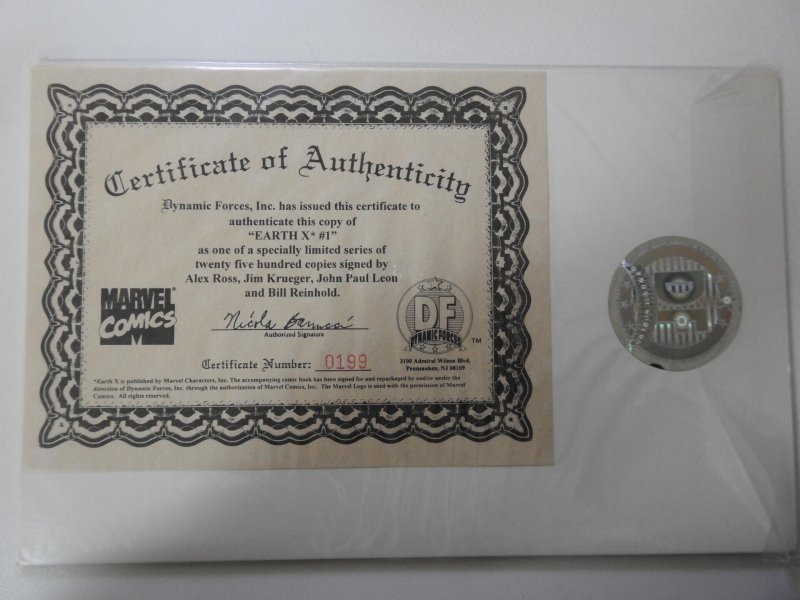 Certificate of Authenticity
Dynamic Forces, Inc. has issued this certificate to
authenticate this copy of
"EARTH X* #1"
as one of a specially limited series of
twenty five hundred copies signed by
Alex Ross, Jim Krueger, John Paul Leon
and Bill Reinhold.
MARVEL
COMICS
M
Authorized Signature
DF
DYNAMIC FORCES
TM
Certificate Number: 0199
3100 Admiral Wilson Blvd.
Pennsauken, NJ 08109
*Earth X is published by Marvel Characters, Inc. The accompanying comic book has been signed for and repackaged by and/or under the
direction of Dynamic Forces, Inc. through the authorization of Marvel Comics, Inc. The Marvel Logo is used with the permission of Marvel
Comics. All rights reserved.